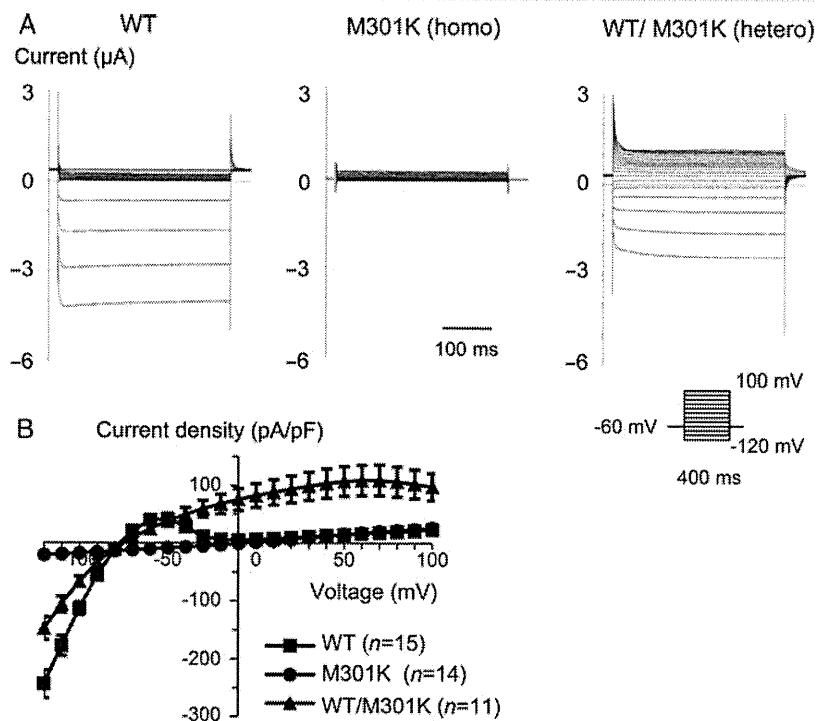 A WT M301K (homo) WT/ M301K (hetero)
Current (µA)
3 3 3
0 0 0
−3 −3 −3
−6 −6 −6
100 ms
100 mV
−60 mV
−120 mV
400 ms
B Current density (pA/pF)
100
-100 -50 0 50 100
Voltage (mV)
-100
-200
-300
WT (n=15)
M301K (n=14)
WT/M301K (n=11)